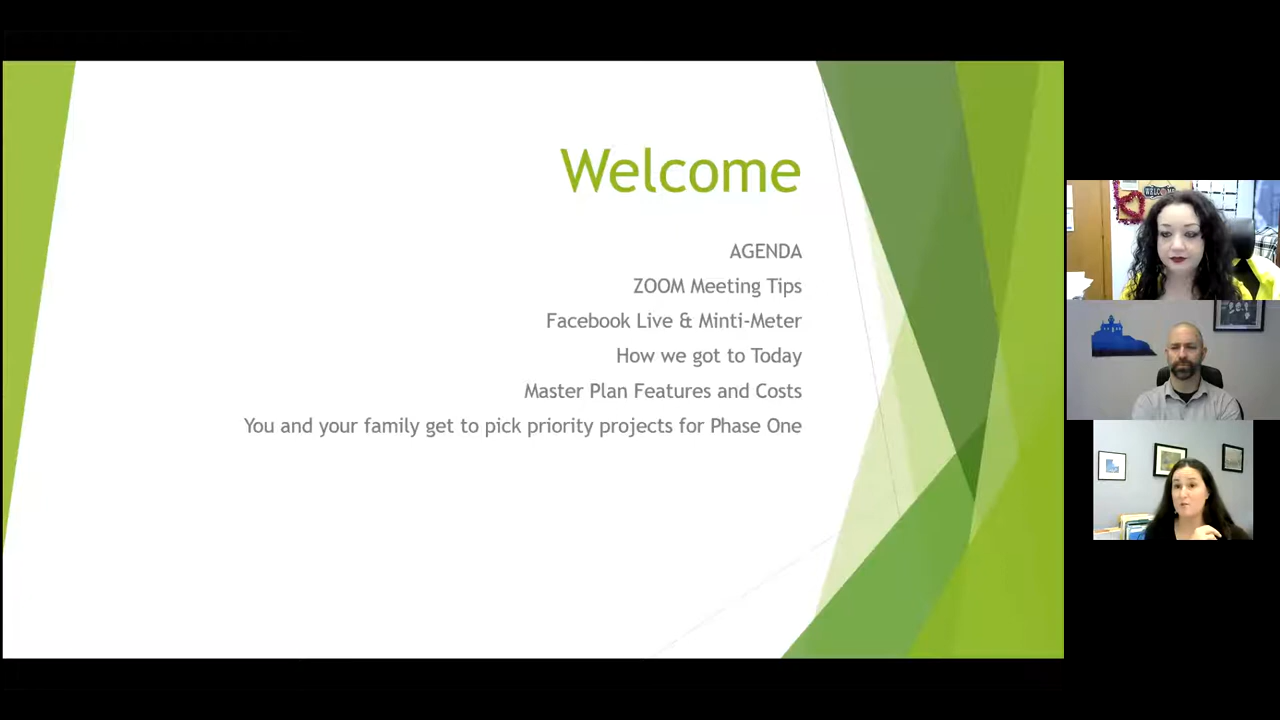 Welcome
AGENDA
ZOOM Meeting Tips
Facebook Live & Minti-Meter
How we got to Today
Master Plan Features and Costs
You and your family get to pick priority projects for Phase One
WELCOME